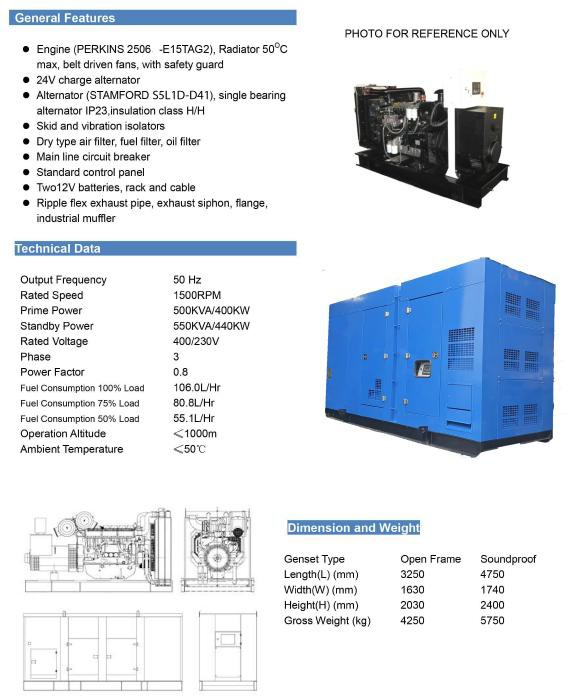 General Features
PHOTO FOR REFERENCE ONLY
● Engine (PERKINS 2506 -E15TAG2), Radiator 50°C
max, belt driven fans, with safety guard
● 24V charge alternator
● Alternator (STAMFORD S5L1D-D41), single bearing
alternator IP23,insulation class H/H
● Skid and vibration isolators
● Dry type air filter, fuel filter, oil filter
● Main line circuit breaker
● Standard control panel
● Two12V batteries, rack and cable
● Ripple flex exhaust pipe, exhaust siphon, flange,
industrial muffler
Technical Data
Output Frequency 50 Hz
Rated Speed 1500RPM
Prime Power 500KVA/400KW
Standby Power 550KVA/440KW
Rated Voltage 400/230V
Phase 3
Power Factor 0.8
Fuel Consumption 100% Load 106.0L/Hr
Fuel Consumption 75% Load 80.8L/Hr
Fuel Consumption 50% Load 55.1L/Hr
Operation Altitude ＜1000m
Ambient Temperature ＜50℃
Dimension and Weight
Genset Type Open Frame Soundproof
Length(L) (mm) 3250 4750
Width(W) (mm) 1630 1740
Height(H) (mm) 2030 2400
Gross Weight (kg) 4250 5750